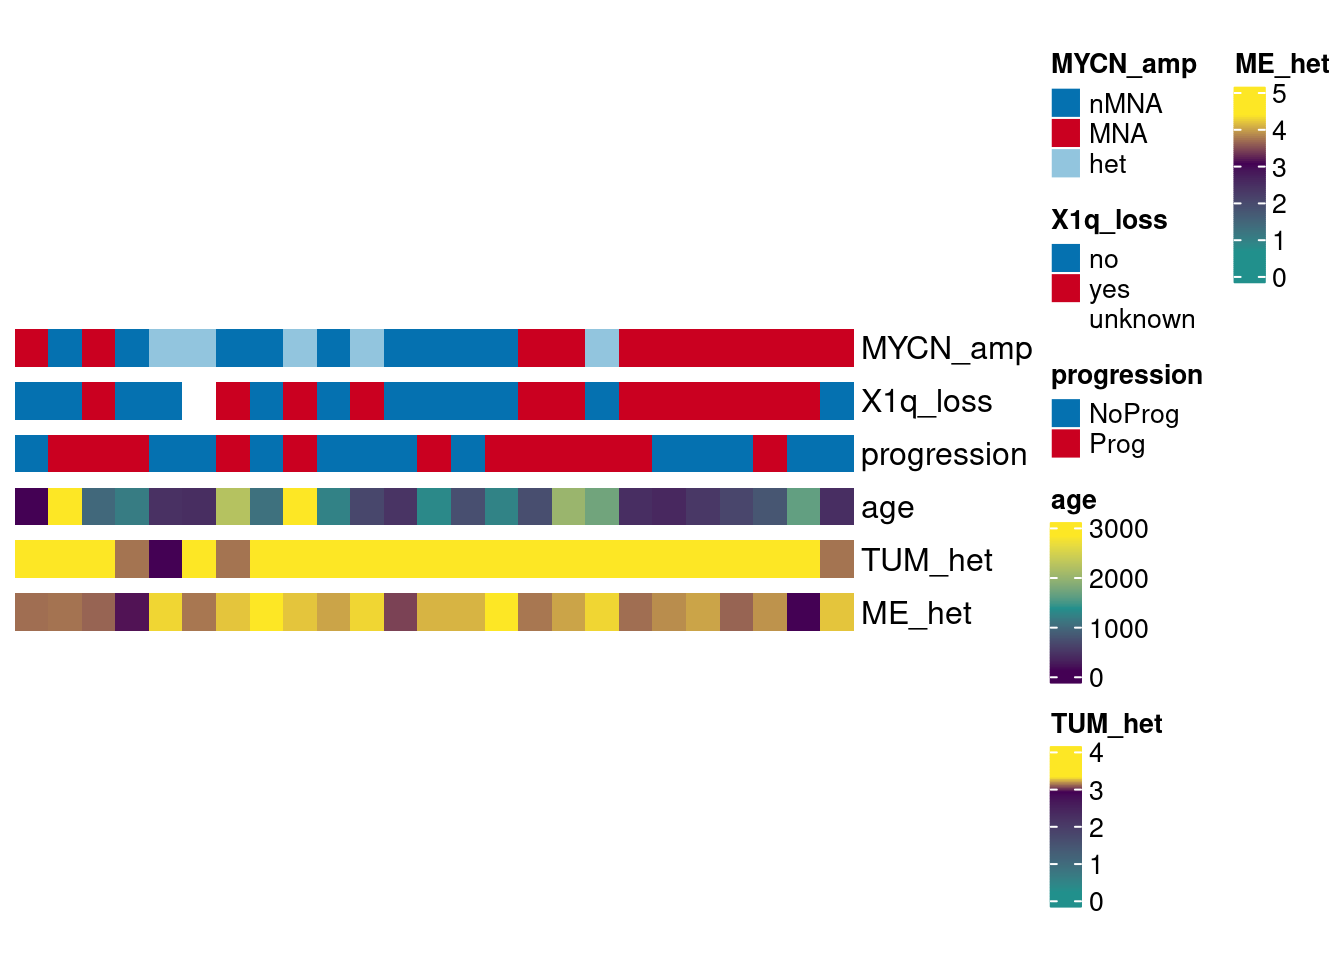 MYCN_amp
X1q_loss
progression
age
TUM_het
ME_het
MYCN_amp
nMNA
MNA
het
X1q_loss
no
yes
unknown
progression
NoProg
Prog
age
3000
2000
1000
0
TUM_het
4
3
2
1
0
ME_het
5
4
3
2
1
0